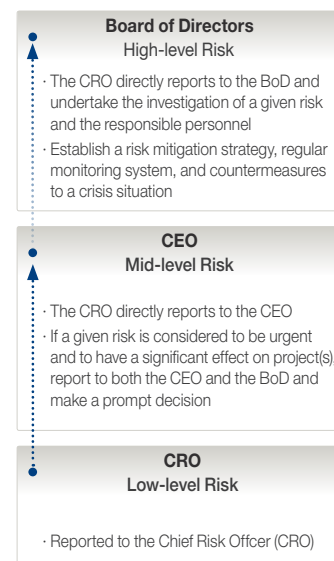 Board of Directors
High-level Risk
· The CRO directly reports to the BoD and
undertake the investigation of a given risk
and the responsible personnel
· Establish a risk mitigation strategy, regular
monitoring system, and countermeasures
to a crisis situation
CEO
Mid-level Risk
· The CRO directly reports to the CEO
· If a given risk is considered to be urgent
and to have a significant effect on project(s),
report to both the CEO and the BoD and
make a prompt decision
CRO
Low-level Risk
· Reported to the Chief Risk Offcer (CRO)